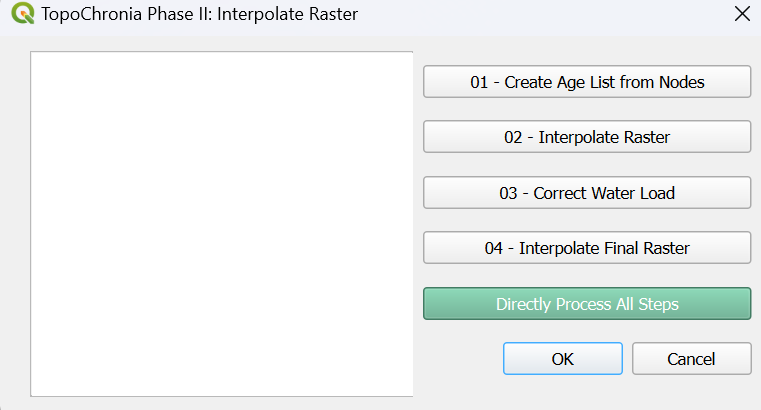 TopoChronia Phase II: Interpolate Raster
01 - Create Age List from Nodes
02 - Interpolate Raster
03 - Correct Water Load
04 - Interpolate Final Raster
Directly Process All Steps
OK
Cancel